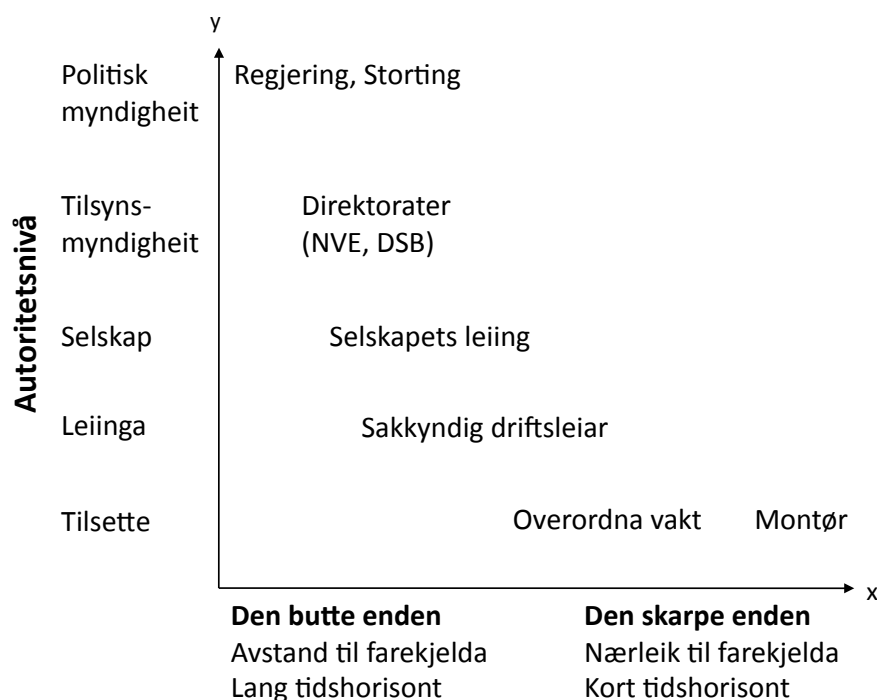 y
Politisk
myndigheit
Regjering, Storting
Tilsyns-
myndigheit
Direktorater
(NVE, DSB)
Autoritetsnivå
Selskap
Selskapets leiing
Leiinga
Sakkyndig driftsleiar
Tilsette
Overordna vakt
Montør
x
Den butte enden
Avstand til farekjelda
Lang tidshorisont
Den skarpe enden
Nærleik til farekjelda
Kort tidshorisont